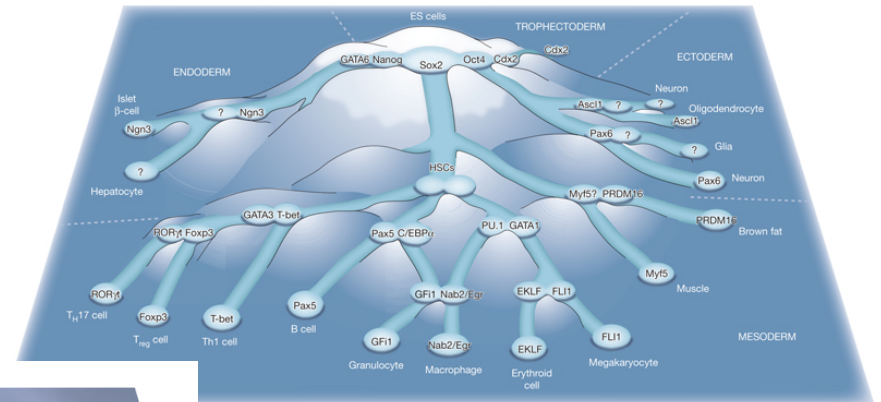 ES cells
TROPHECTODERM
Cdx2
ECTODERM
ENDODERM
GATA6 Nanog
Sox2
Oct4 Cdx2
Neuron
Islet
β-cell
? Ngn3
Ascl1 ? ?
Oligodendrocyte
Ascl1
Ngn3
Pax6 ?
? Glia
?
HSCs
Pax6 Neuron
Hepatocyte
Myf5? PRDM16
GATA3 T-bet
PRDM16
Brown fat
RORγt Foxp3
Pax5 C/EBPα
PU.1 GATA1
Myf5
Muscle
RORγt
GFi1 Nab2/Egr
EKLF FLI1
TH17 cell
Foxp3
T-bet
Pax5
B cell
Treg cell
Th1 cell
GFi1
Nab2/Egr
EKLF
FLI1
MESODERM
Granulocyte
Macrophage
Erythroid
cell
Megakaryocyte